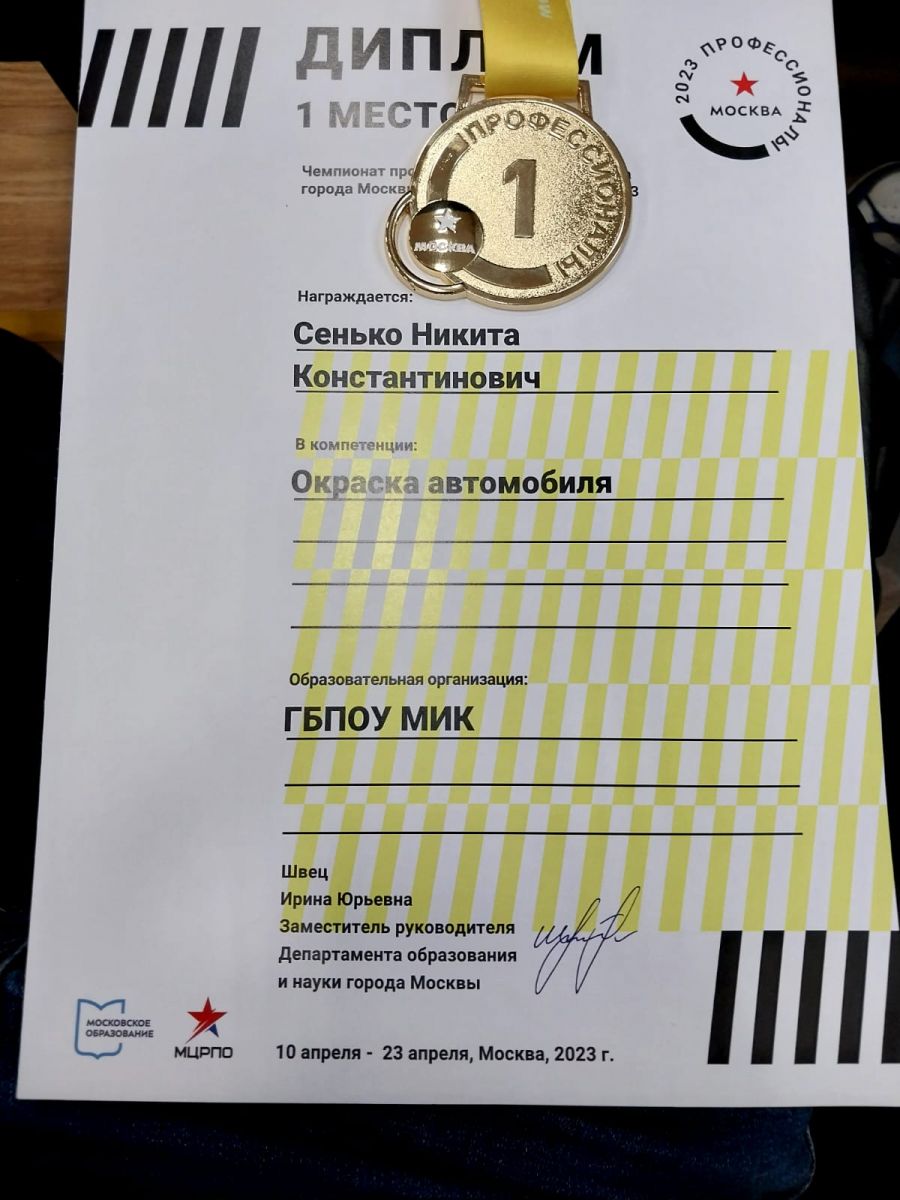 ДИПЛ М
1 МЕСТО
2023 ПРОФЕССИОНАЛЫ
МОСКВА
Чемпионат
города
ПРОФЕССИОНАЛЫ
1
МОСКВА
Награждается:
Сенько Никита
Константинович
В компетенции:
Окраска автомобиля
Образовательная организация:
ГБПОУ МИК
Швец
Ирина Юрьевна
Заместитель руководителя
Департамента образования
и науки города Москвы
МОСКОВСКОЕ
ОБРАЗОВАНИЕ
МЦРПО
10 апреля - 23 апреля, Москва, 2023 г.